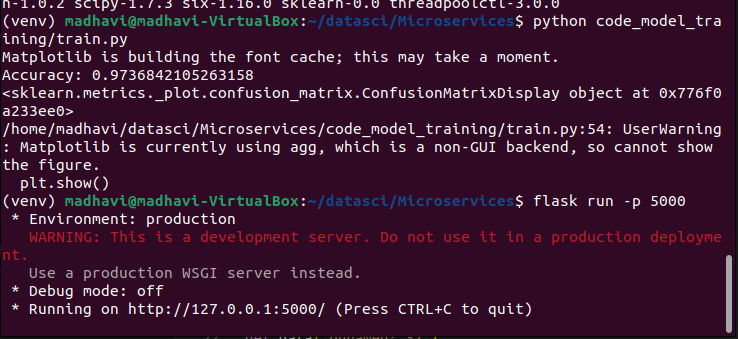 n-1.0.2 scipy-1.7.3 six-1.16.0 sklearn-0.0 threadpoolctl-3.0.0
(venv) madhavi@madhavi-VirtualBox:~/datasci/Microservices$ python code_model_tra
ining/train.py
Matplotlib is building the font cache; this may take a moment.
Accuracy: 0.9736842105263158
<sklearn.metrics._plot.confusion_matrix.ConfusionMatrixDisplay object at 0x776f0
a233ee0>
/home/madhavi/datasci/Microservices/code_model_training/train.py:54: UserWarning
: Matplotlib is currently using agg, which is a non-GUI backend, so cannot show
the figure.
  plt.show()
(venv) madhavi@madhavi-VirtualBox:~/datasci/Microservices$ flask run -p 5000
 * Environment: production
   WARNING: This is a development server. Do not use it in a production deployme
nt.
   Use a production WSGI server instead.
 * Debug mode: off
 * Running on http://127.0.0.1:5000/ (Press CTRL+C to quit)